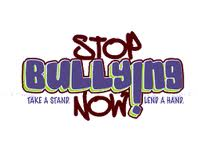 STOP
BULLYING
TAKE A STAND. LEND A HAND.
NOW!